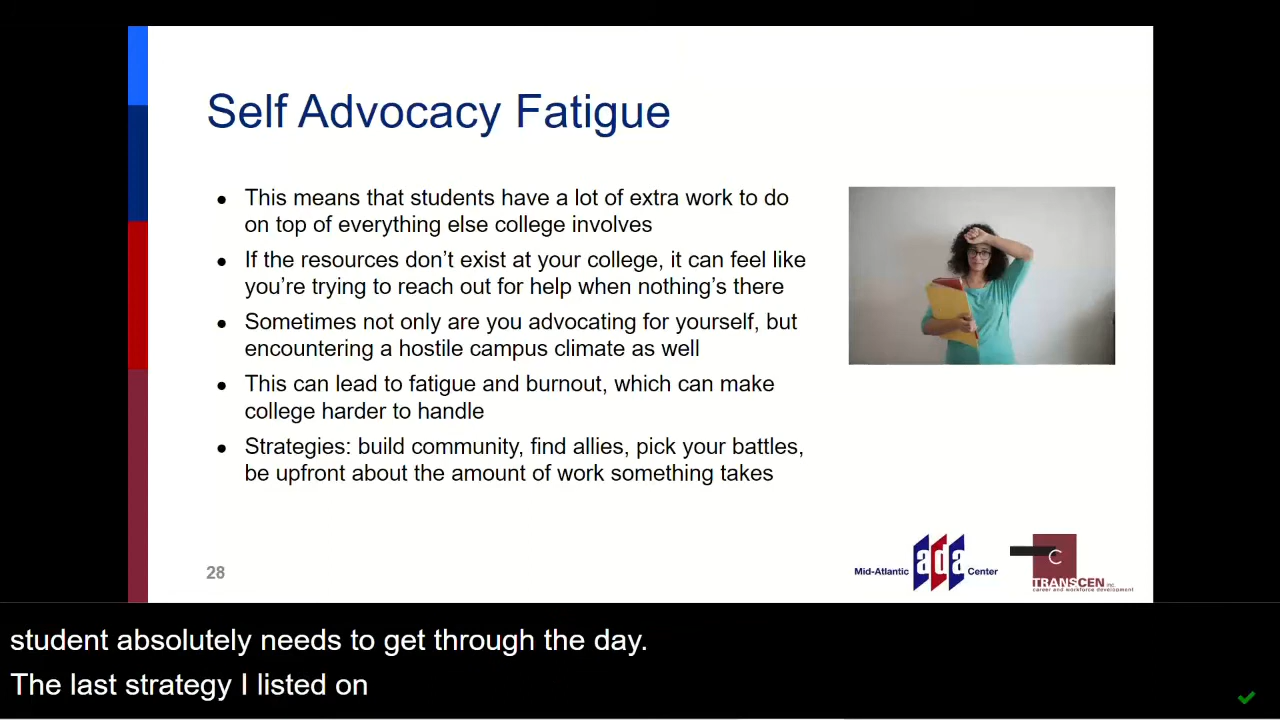 Self Advocacy Fatigue
● This means that students have a lot of extra work to do
on top of everything else college involves
● If the resources don’t exist at your college, it can feel like
you’re trying to reach out for help when nothing’s there
● Sometimes not only are you advocating for yourself, but
encountering a hostile campus climate as well
● This can lead to fatigue and burnout, which can make
college harder to handle
● Strategies: build community, find allies, pick your battles,
be upfront about the amount of work something takes
28
Mid-Atlantic ada Center
C
TRANSCEN inc.
career and workforce development
student absolutely needs to get through the day.
The last strategy I listed on